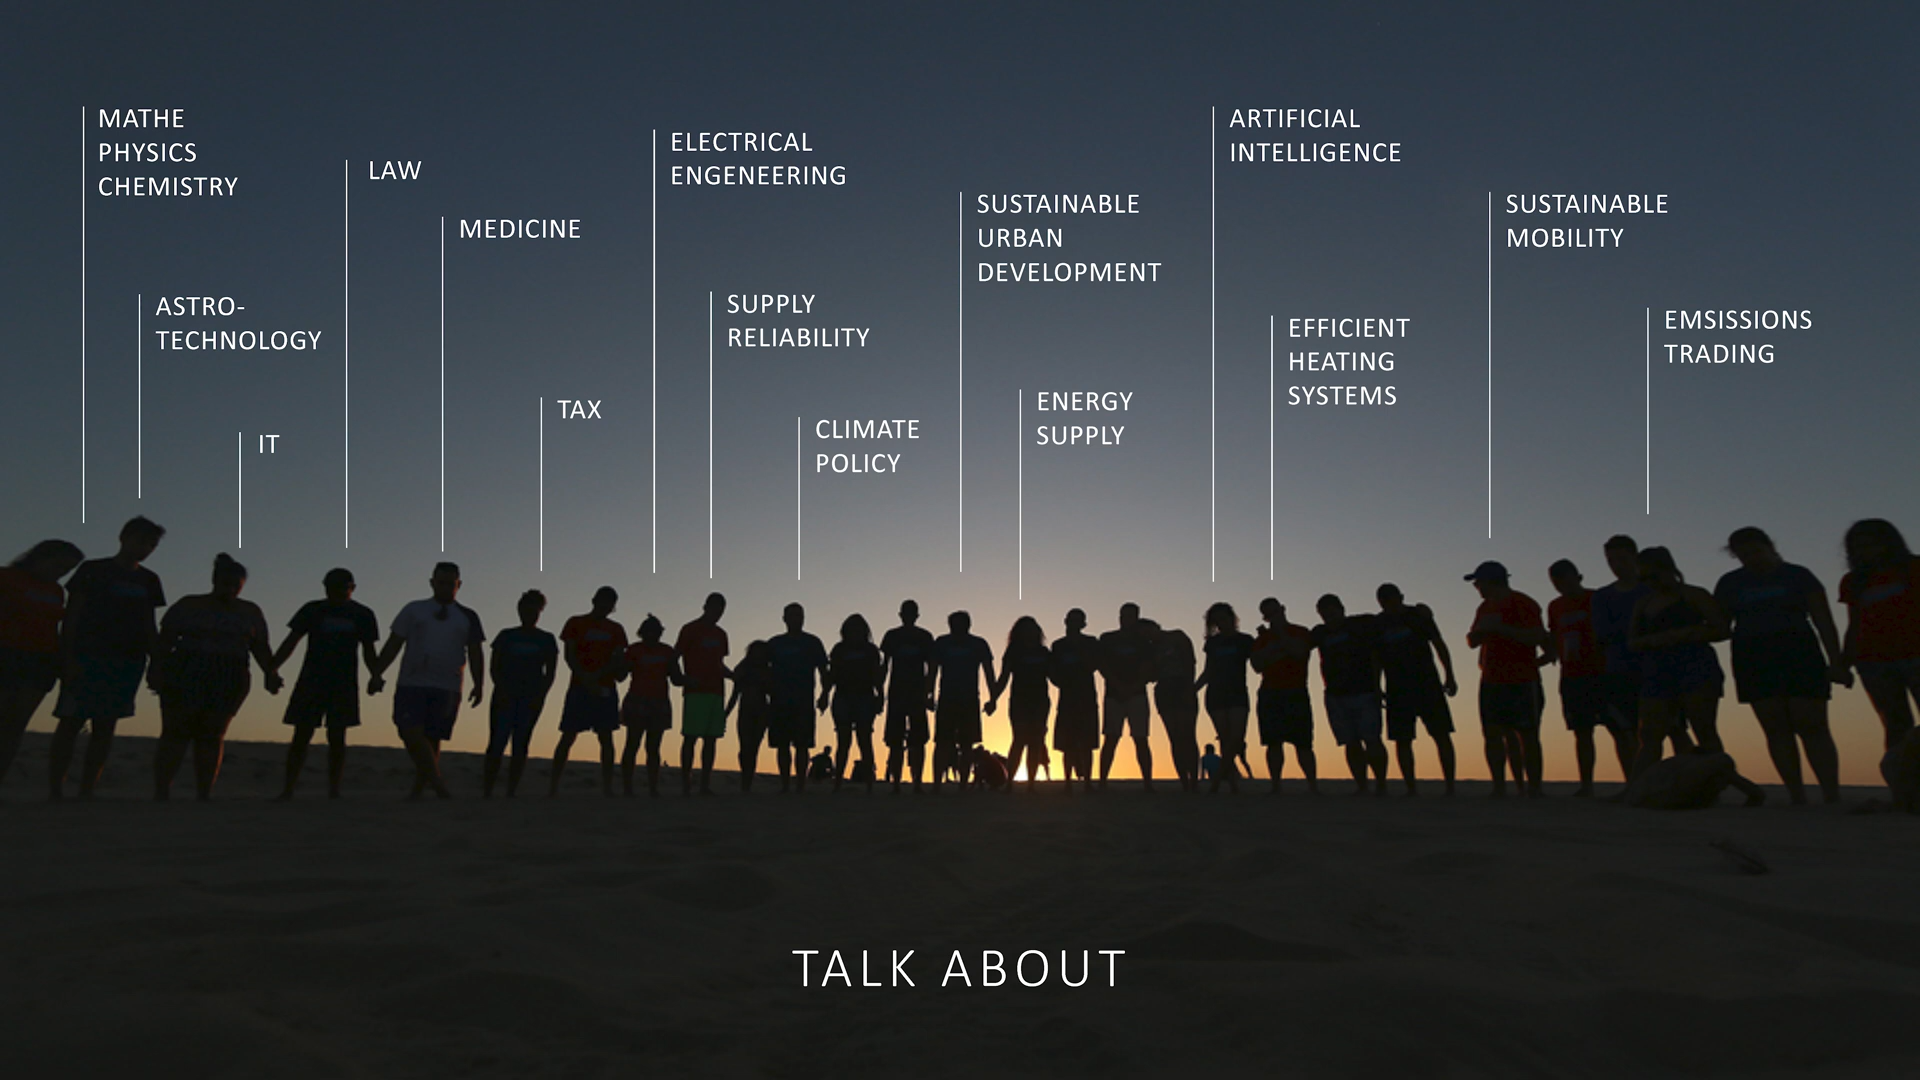 MATHE
PHYSICS
CHEMISTRY
ASTRO-
TECHNOLOGY
IT
LAW
MEDICINE
TAX
ELECTRICAL
ENGENEERING
SUPPLY
RELIABILITY
CLIMATE
POLICY
SUSTAINABLE
URBAN
DEVELOPMENT
ENERGY
SUPPLY
ARTIFICIAL
INTELLIGENCE
EFFICIENT
HEATING
SYSTEMS
SUSTAINABLE
MOBILITY
EMSISSIONS
TRADING
TALK ABOUT